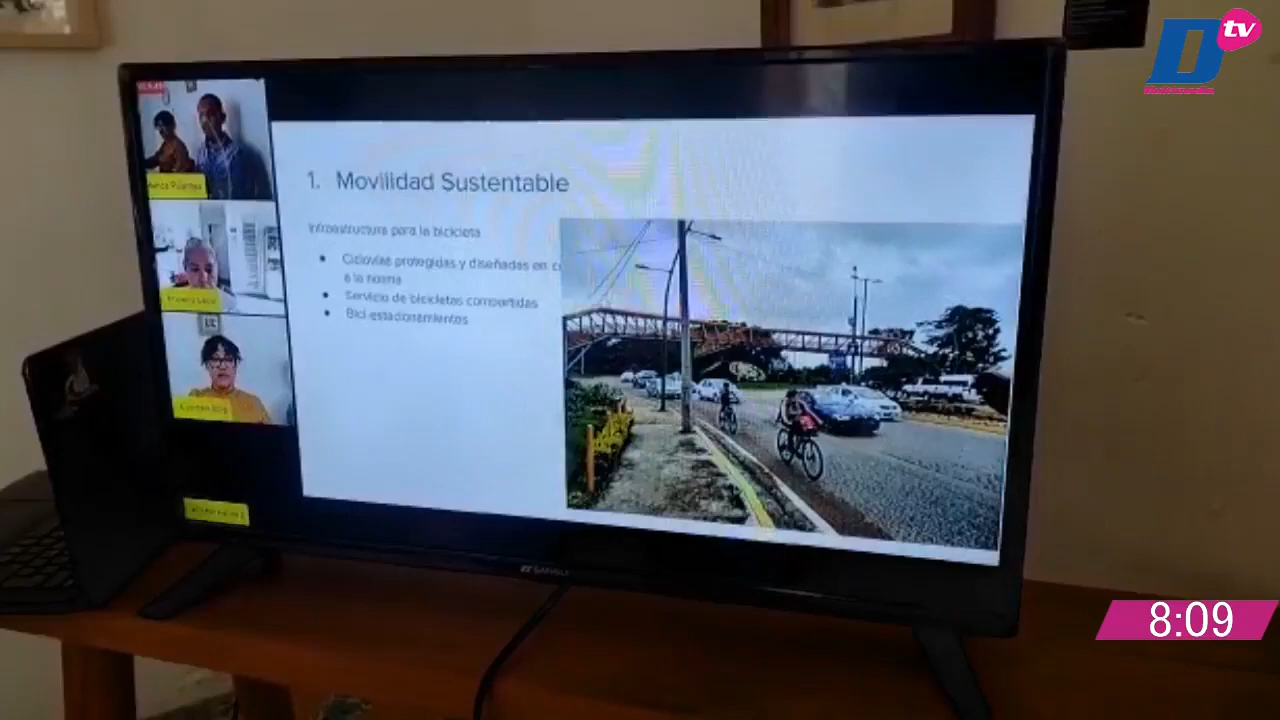 D tv
Multimedia
1. Movilidad Sustentable
Infraestructura para la bicicleta
Ciclovías protegidas y diseñadas en
a la norma
Servicio de bicicletas compartidas
Bici estacionamientos
8:09